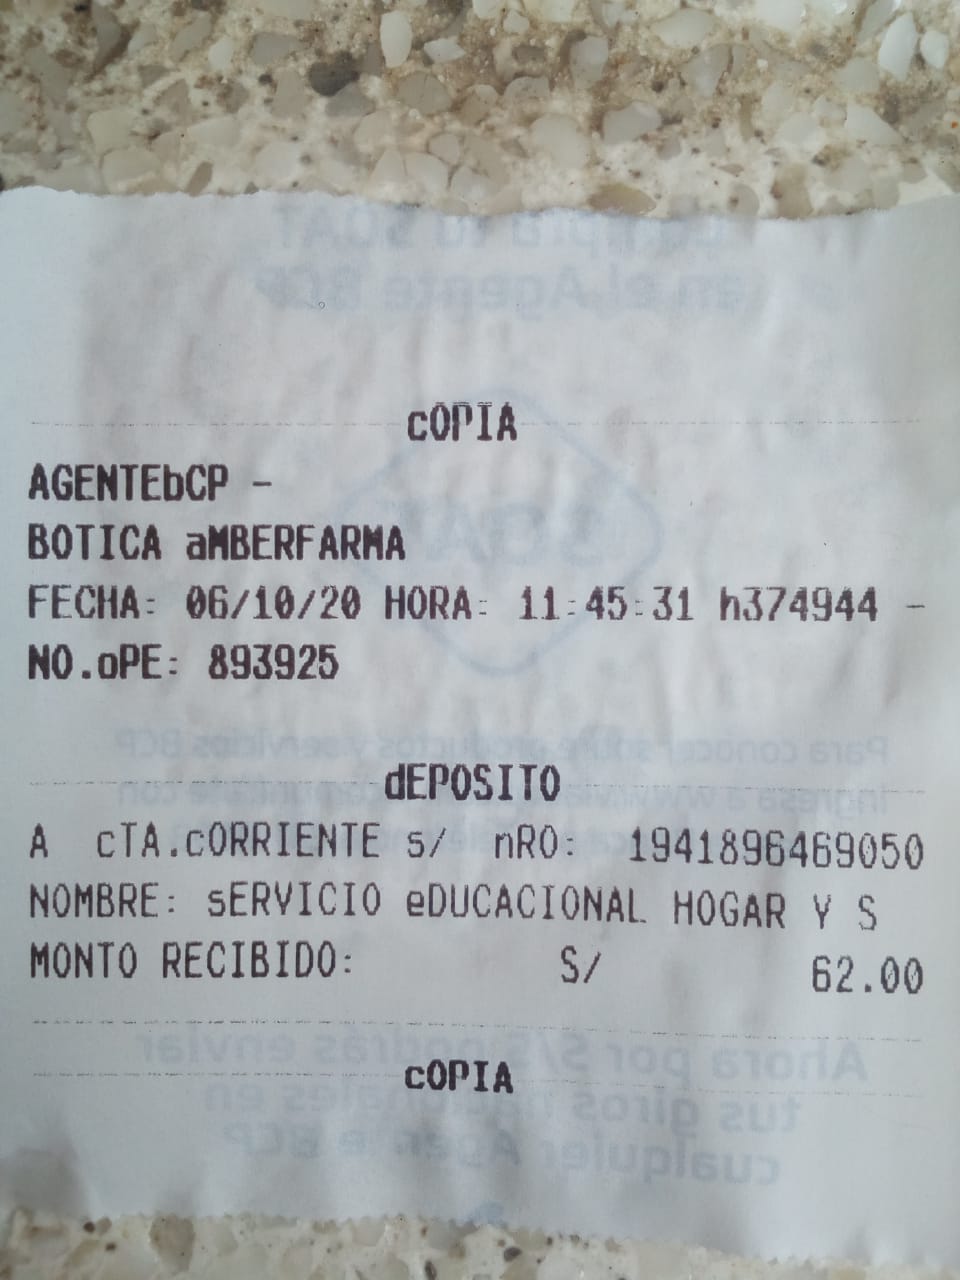 cOPIA
AGENTEbCP -
BOTICA aMBERFARMA
FECHA: 06/10/20 HORA: 11:45:31 h374944 -
NO.oPE: 893925
dEPOSITO
A cTA.cORRIENTE s/ nRO: 1941896469050
NOMBRE: sERVICIO eDUCACIONAL HOGAR Y S
MONTO RECIBIDO: S/ 62.00
cOPIA